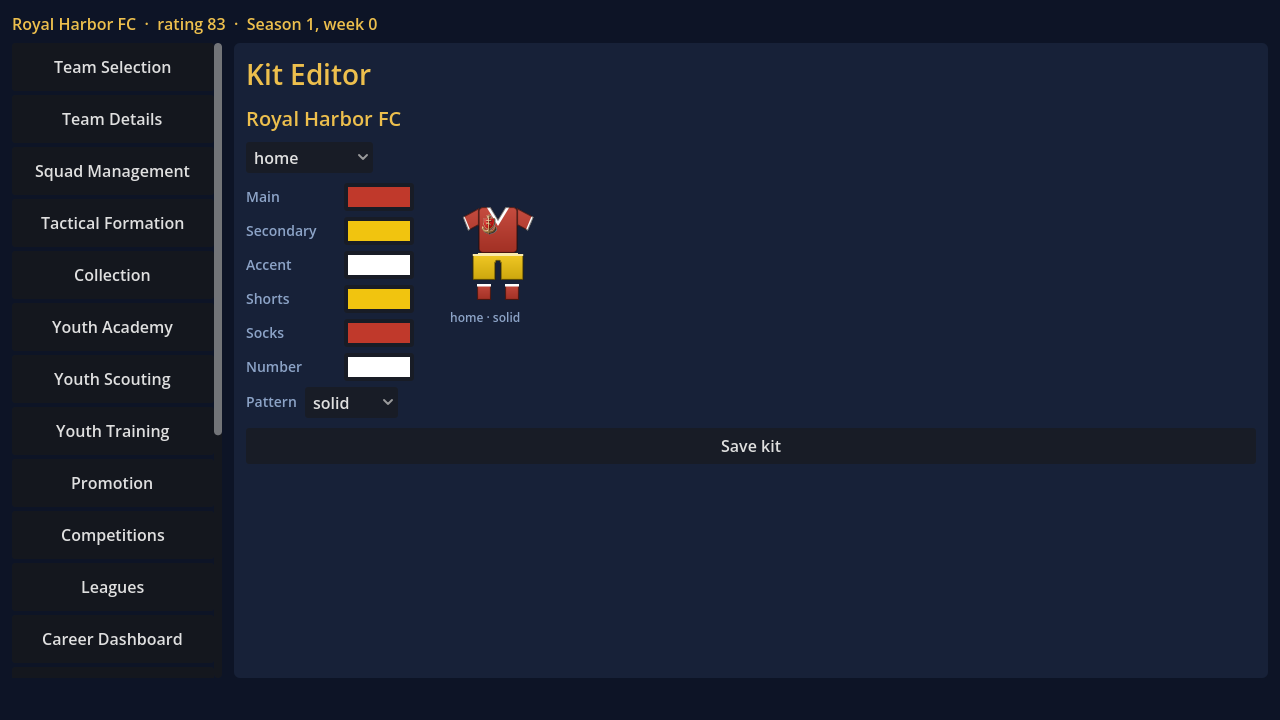 Royal Harbor FC · rating 83 · Season 1, week 0
Team Selection
Team Details
Squad Management
Tactical Formation
Collection
Youth Academy
Youth Scouting
Youth Training
Promotion
Competitions
Leagues
Career Dashboard
Kit Editor
Royal Harbor FC
home
Main
Secondary
Accent
Shorts
Socks
Number
Pattern solid
home · solid
Save kit